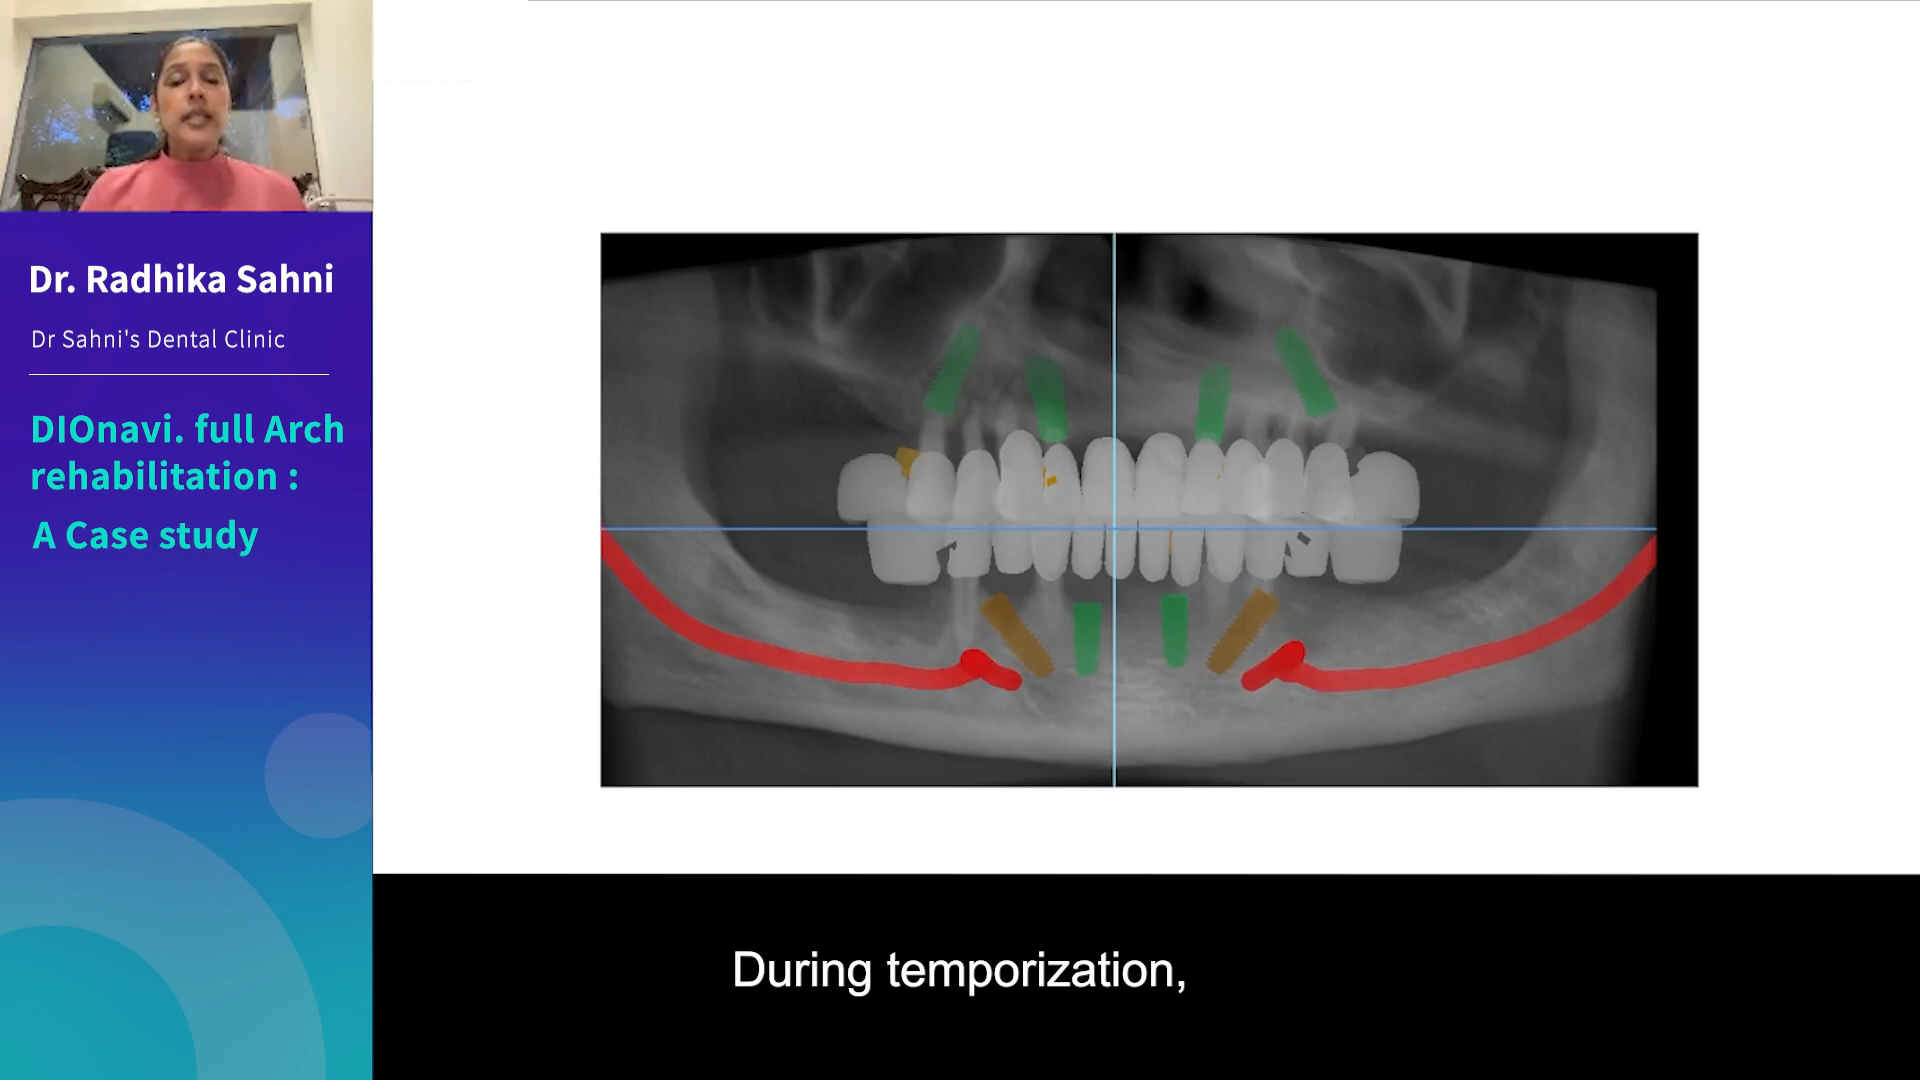 Dr. Radhika Sahni
Dr Sahni's Dental Clinic
DIOnavi. full Arch
rehabilitation :
A Case study
During temporization,